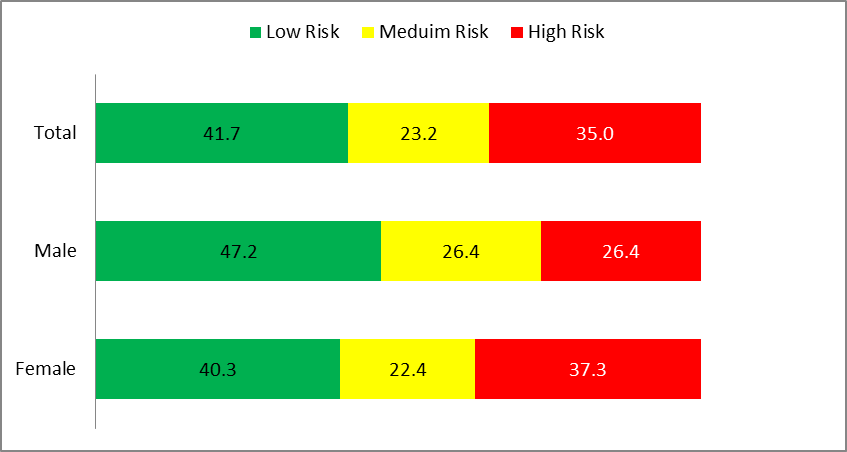 Low Risk Meduim Risk High Risk
Total 41.7 23.2 35.0
Male 47.2 26.4 26.4
Female 40.3 22.4 37.3